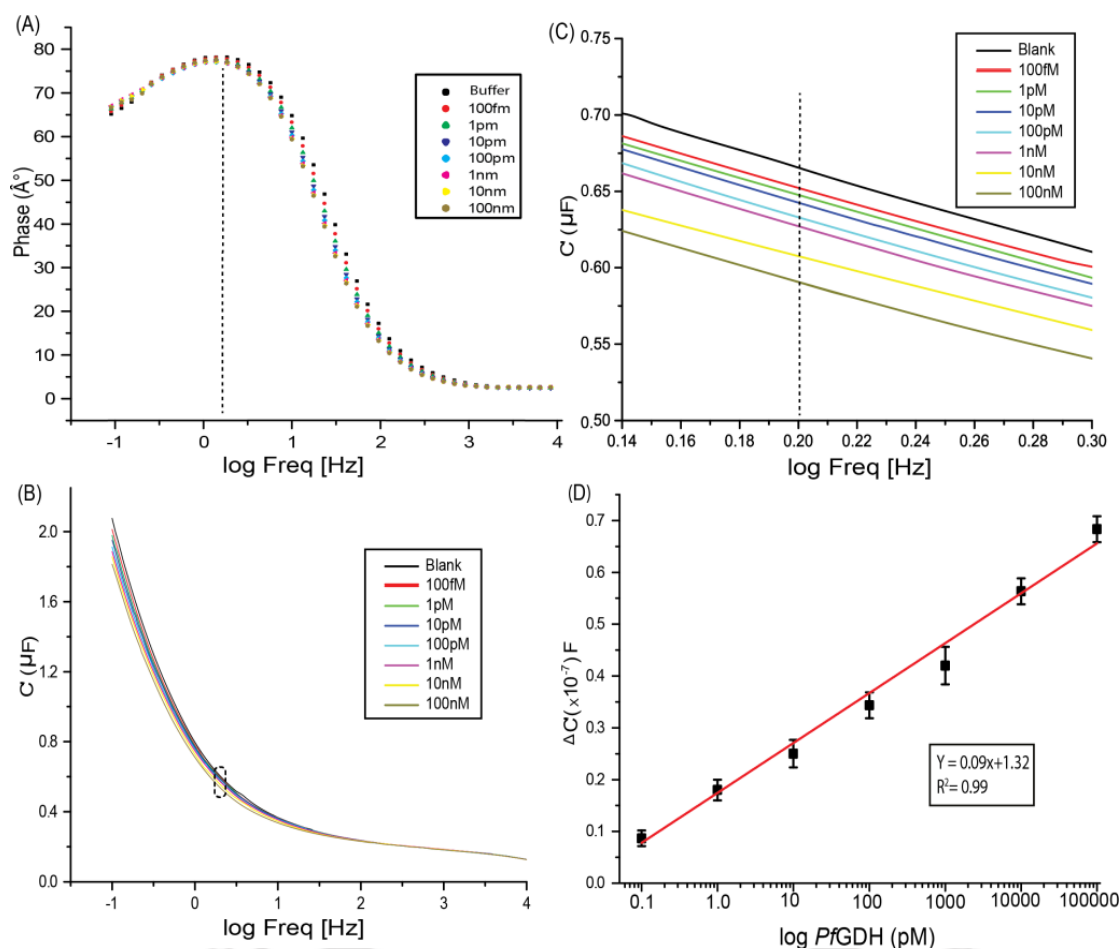 (A)
80
70
60
50
40
30
20
10
0
Phase (Å°)
-1 0 1 2 3 4
log Freq [Hz]
Buffer
100fm
1pm
10pm
100pm
1nm
10nm
100nm
(C)
0.75
0.70
0.65
0.60
0.55
0.50
C' (μF)
0.14 0.16 0.18 0.20 0.22 0.24 0.26 0.28 0.30
log Freq [Hz]
Blank
100fM
1pM
10pM
100pM
1nM
10nM
100nM
(B)
2.0
1.6
1.2
0.8
0.4
0.0
C' (μF)
-1 0 1 2 3 4
log Freq [Hz]
Blank
100fM
1pM
10pM
100pM
1nM
10nM
100nM
(D)
0.7
0.6
0.5
0.4
0.3
0.2
0.1
0.0
ΔC'(x10⁻⁷) F
0.1 1.0 10 100 1000 10000 100000
log PfGDH (pM)
Y = 0.09x+1.32
R²= 0.99